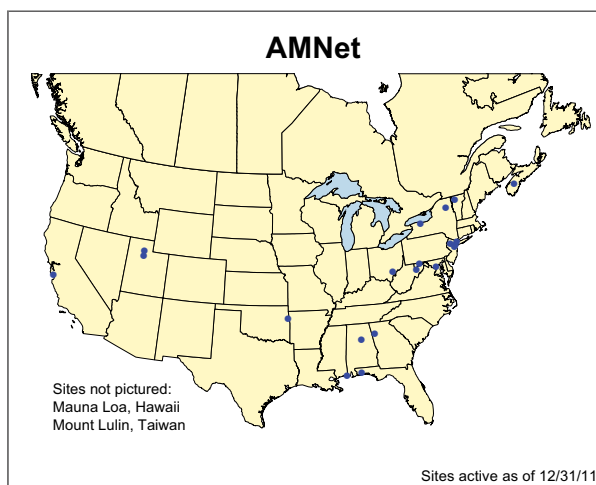 AMNet
Sites not pictured:
Mauna Loa, Hawaii
Mount Lulin, Taiwan
Sites active as of 12/31/11